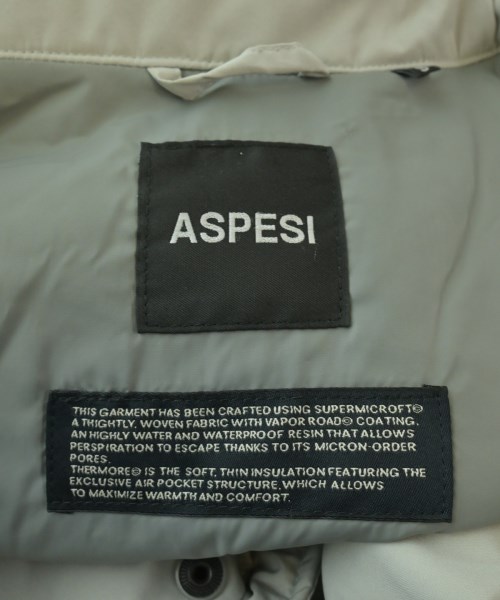 ASPESI
THIS GARMENT HAS BEEN CRAFTED USING SUPERMICROFT©
A THIGHTLY, WOVEN FABRIC WITH VAPOR ROAD© COATING,
AN HIGHLY WATER AND WATERPROOF RESIN THAT ALLOWS
PERSPIRATION TO ESCAPE THANKS TO ITS MICRON-ORDER
PORES.
THERMORE© IS THE SOFT, THIN INSULATION FEATURING THE
EXCLUSIVE AIR POCKET STRUCTURE, WHICH ALLOWS
TO MAXIMIZE WARMTH AND COMFORT.